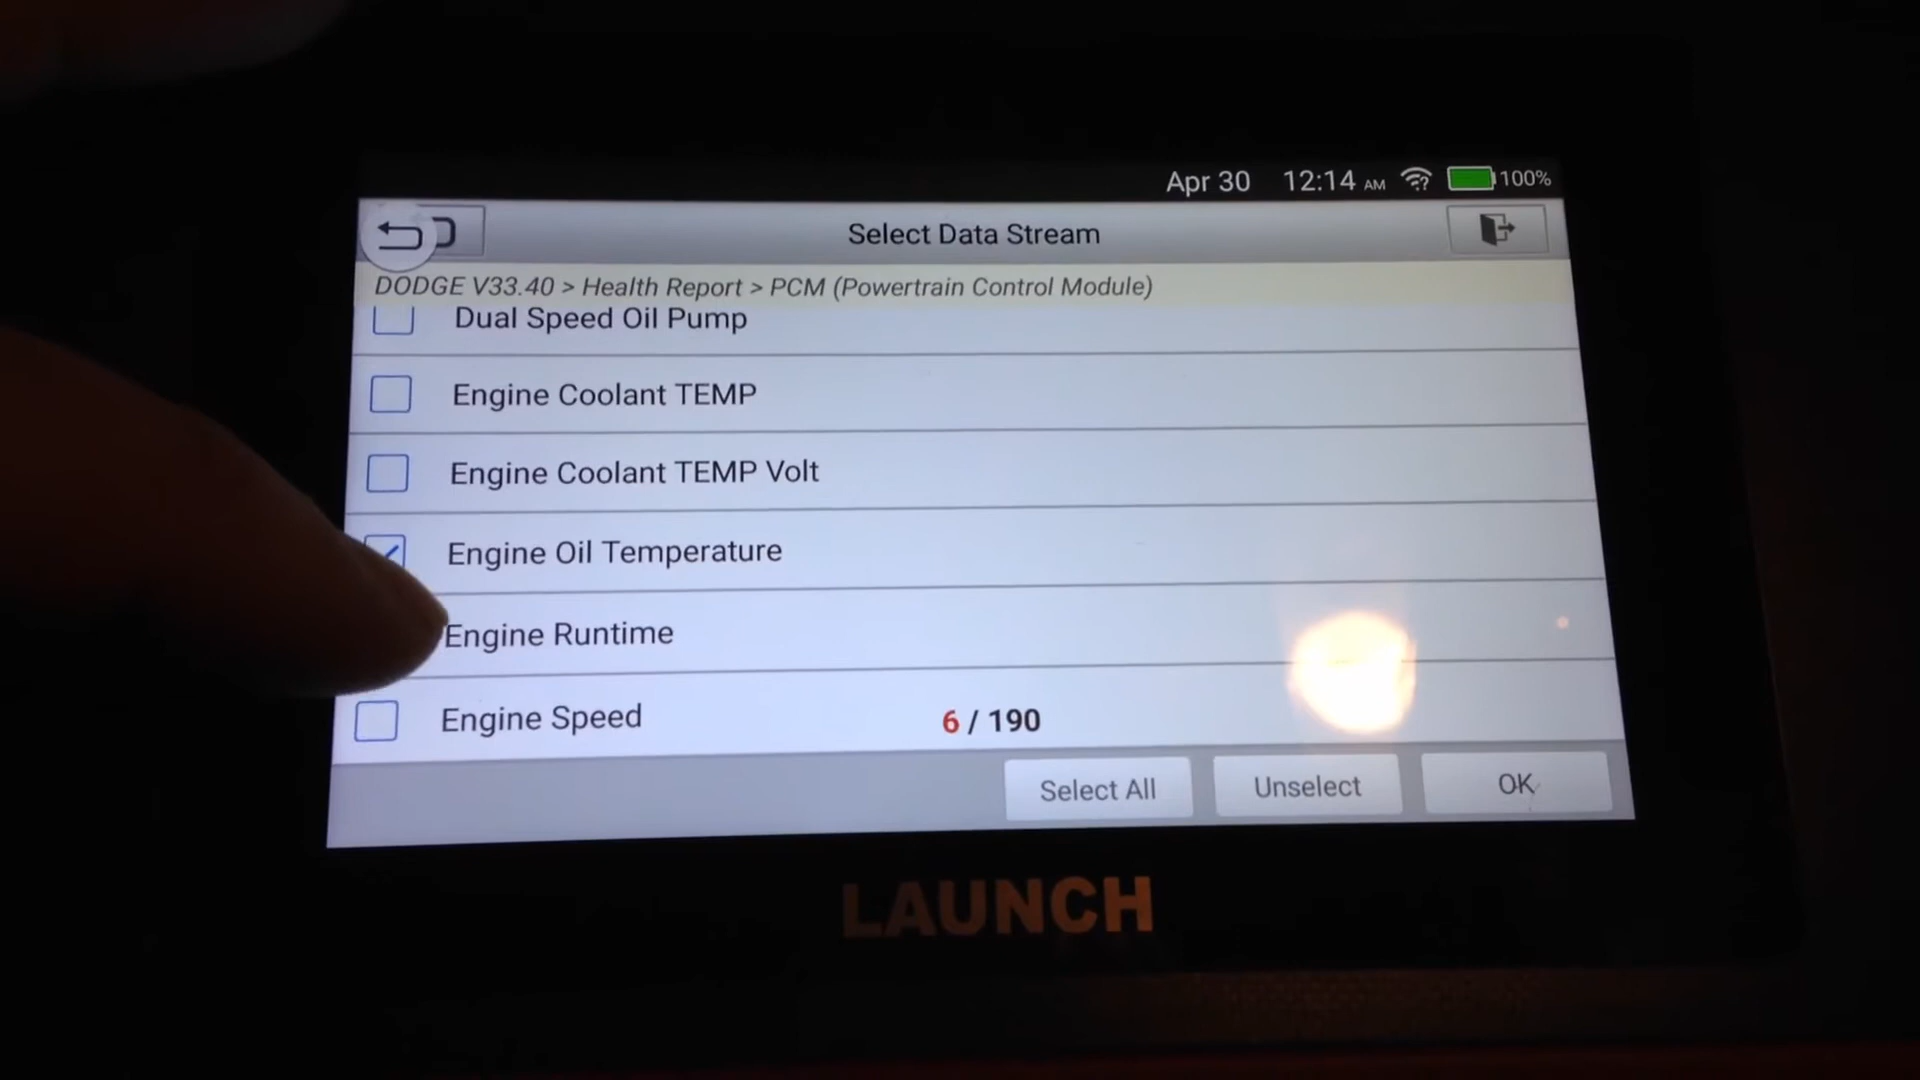 Apr 30 12:14 AM 100%
Select Data Stream
DODGE V33.40 > Health Report > PCM (Powertrain Control Module)
Dual Speed Oil Pump
Engine Coolant TEMP
Engine Coolant TEMP Volt
Engine Oil Temperature
Engine Runtime
Engine Speed
6 / 190
Select All Unselect OK
LAUNCH